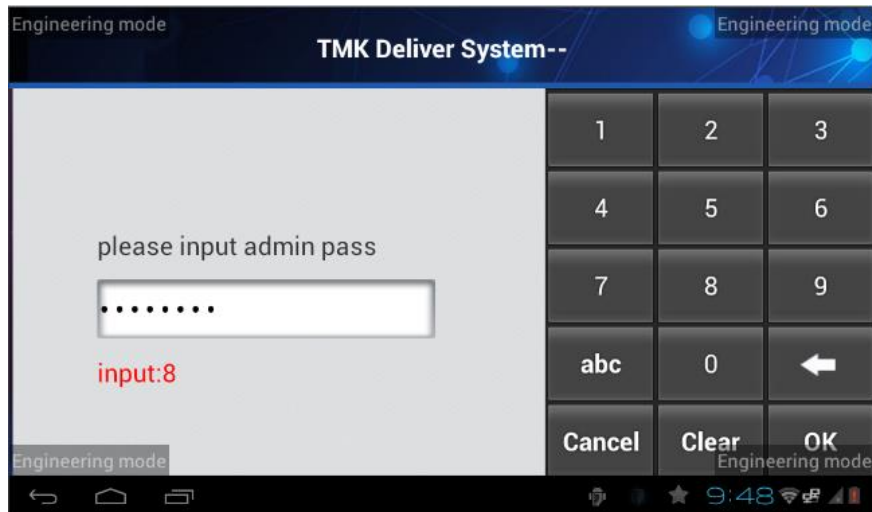 Engineering mode
Engineering mode
TMK Deliver System--
1 2 3
4 5 6
please input admin pass
7 8 9
........
abc 0
input:8
Cancel Clear OK
Engineering mode
Engineering mode
9:48